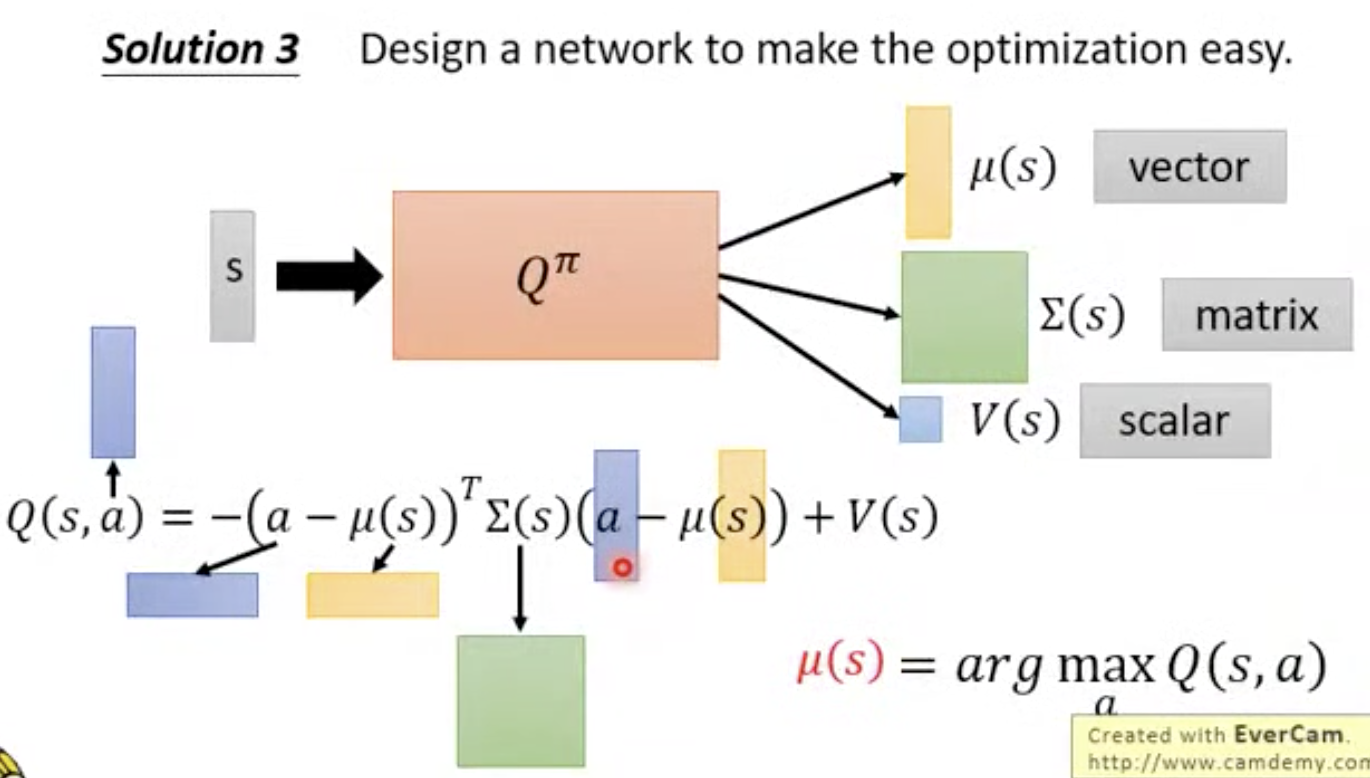 Solution 3 Design a network to make the optimization easy.
μ(s) vector
s
Q^π
Σ(s) matrix
V(s) scalar
Q(s, a) = −(a − μ(s))^T Σ(s)(a − μ(s)) + V(s)
μ(s) = arg max Q(s, a)
a
Created with EverCam.
http://www.camdemy.com